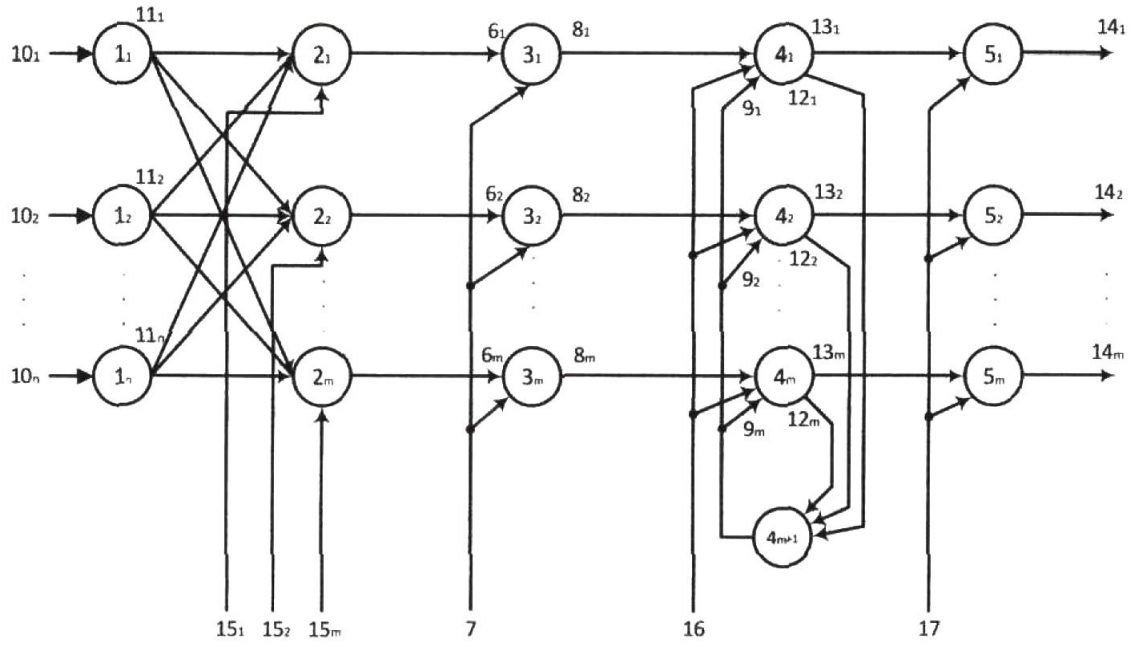 11₁ 6₁ 8₁ 13₁ 14₁
10₁ 1₁ 2₁ 3₁ 4₁ 5₁
9₁ 12₁
11₂ 6₂ 8₂ 13₂ 14₂
10₂ 1₂ 2₂ 3₂ 4₂ 5₂
9₂ 12₂
11ₙ 6ₘ 8ₘ 13ₘ 14ₘ
10ₙ 1ₙ 2ₘ 3ₘ 4ₘ 5ₘ
9ₘ 12ₘ
4ₘ₊₁
15₁ 15₂ 15ₘ 7 16 17